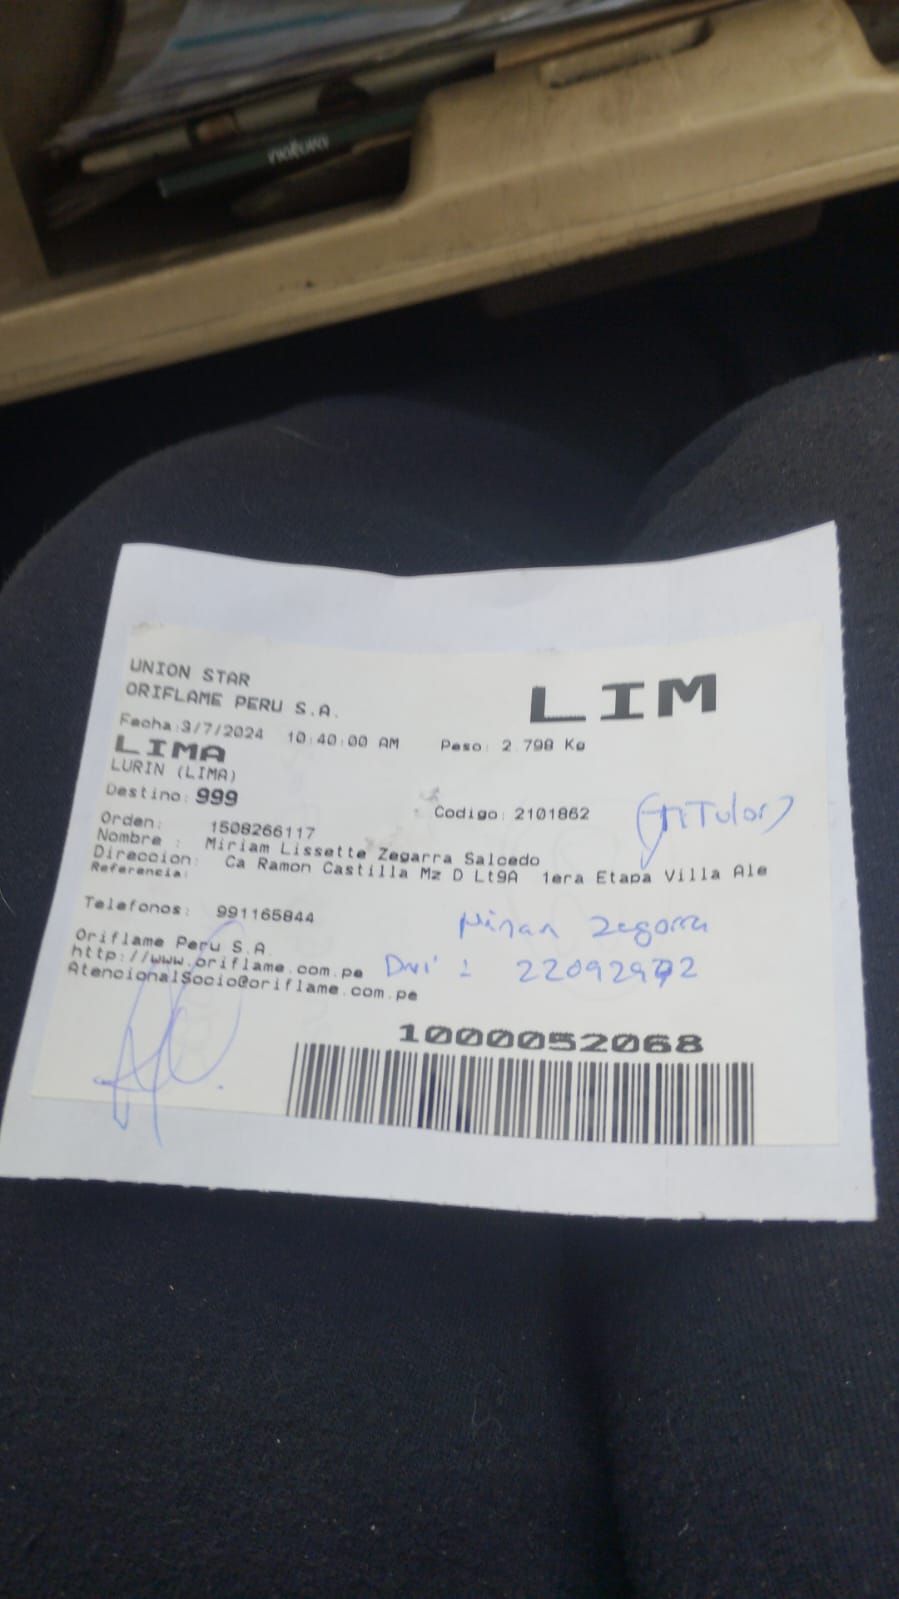 natura
UNION STAR
ORIFLAME PERU S.A.
LIM
Fecha:3/7/2024 10:40:00 AM Peso: 2.798 Kg
LIMA
LURIN (LIMA)
Destino: 999
Codigo: 2101862
(TiTulor)
Orden: 1508266117
Nombre : Miriam Lissette Zegarra Salcedo
Direccion: Ca Ramon Castilla Mz D Lt9A 1era Etapa Villa Ale
Referencia:
Telefonos: 991165844
Zegarra
Oriflame Peru S.A.
http://www.oriflame.com.pe
AtencionalSocio@oriflame.com.pe
Dni :
1000052068